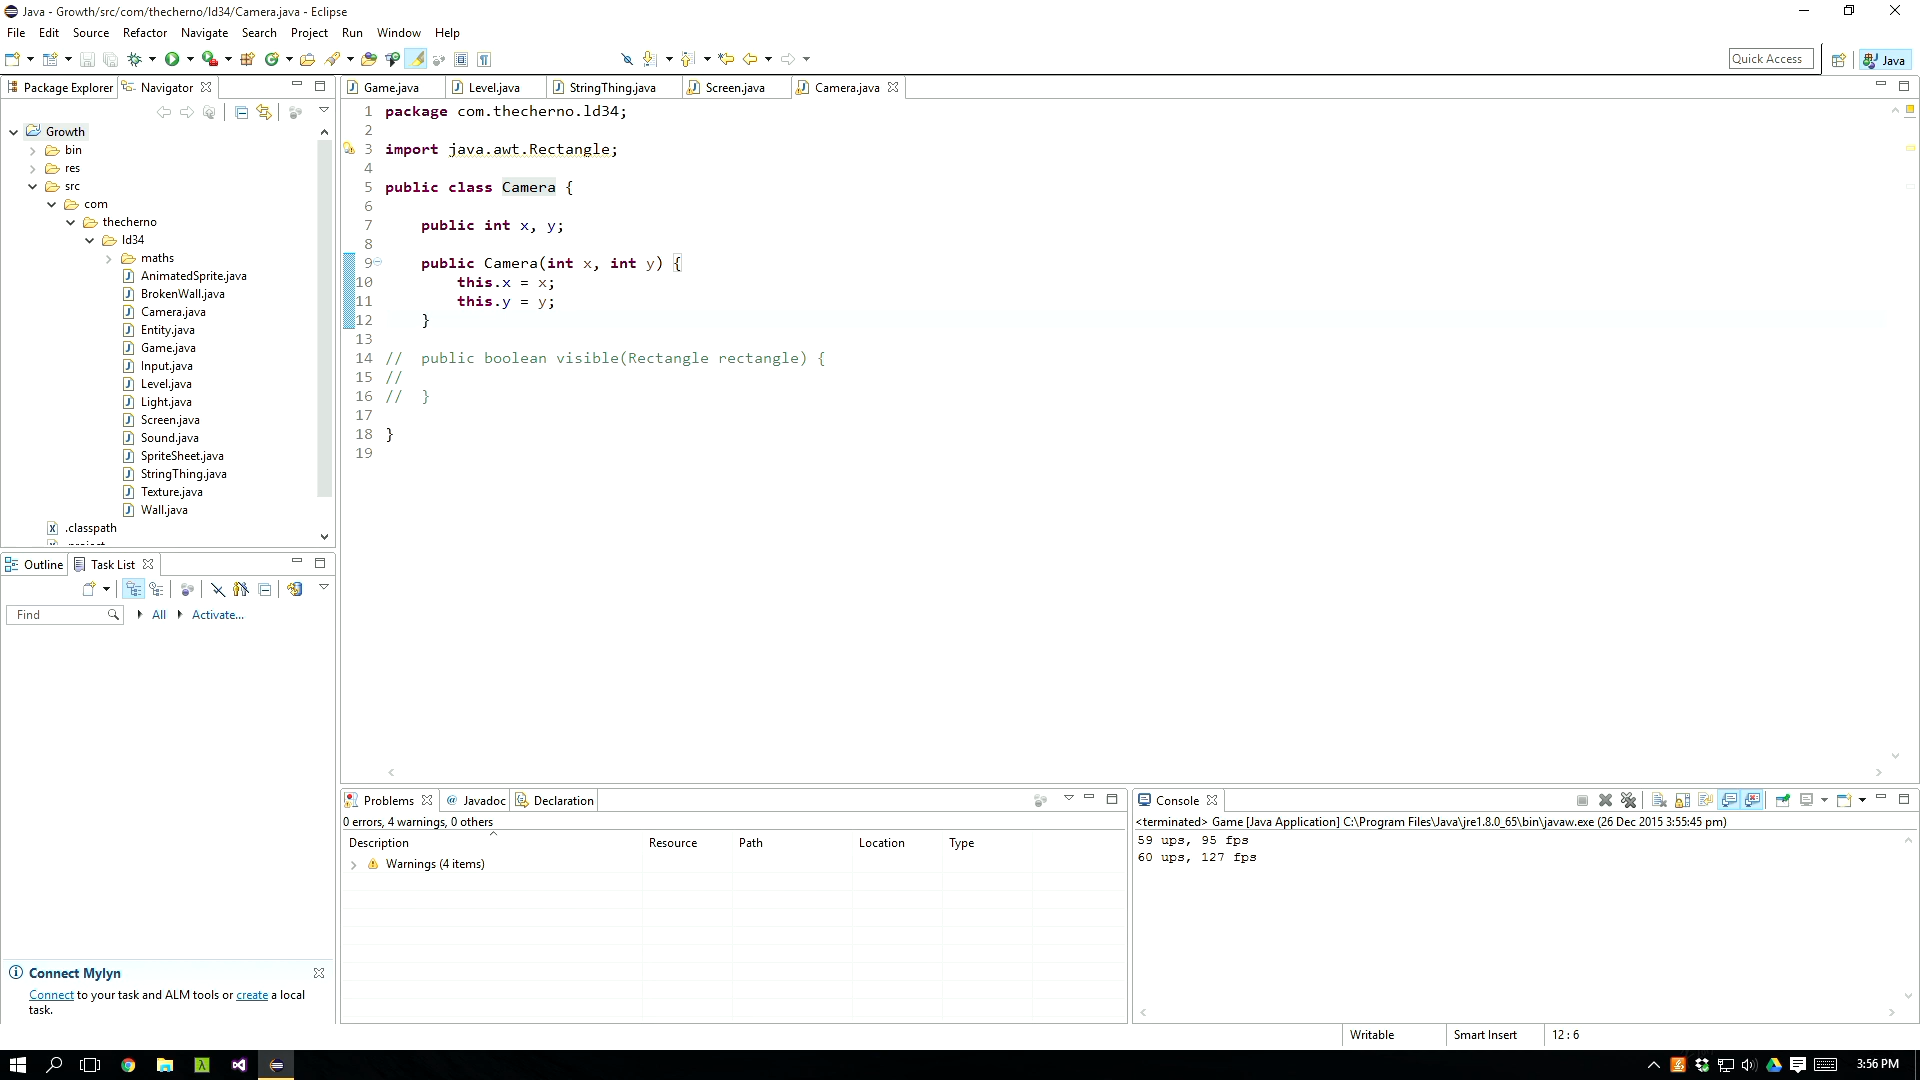 Java - Growth/src/com/thecherno/ld34/Camera.java - Eclipse
File Edit Source Refactor Navigate Search Project Run Window Help
Quick Access
Java
Package Explorer Navigator
Growth
bin
res
src
com
thecherno
ld34
maths
AnimatedSprite.java
BrokenWall.java
Camera.java
Entity.java
Game.java
Input.java
Level.java
Light.java
Screen.java
Sound.java
SpriteSheet.java
StringThing.java
Texture.java
Wall.java
.classpath
Outline Task List
Find All Activate...
Connect Mylyn
Connect to your task and ALM tools or create a local
task.
Game.java Level.java StringThing.java Screen.java Camera.java
1 package com.thecherno.ld34;
2
3 import java.awt.Rectangle;
4
5 public class Camera {
6
7 public int x, y;
8
9 public Camera(int x, int y) {
10 this.x = x;
11 this.y = y;
12 }
13
14 // public boolean visible(Rectangle rectangle) {
15 //
16 // }
17
18 }
19
Problems Javadoc Declaration
0 errors, 4 warnings, 0 others
Description Resource Path Location Type
Warnings (4 items)
Console
<terminated> Game [Java Application] C:\Program Files\Java\jre1.8.0_65\bin\javaw.exe (26 Dec 2015 3:55:45 pm)
59 ups, 95 fps
60 ups, 127 fps
Writable Smart Insert 12 : 6
3:56 PM